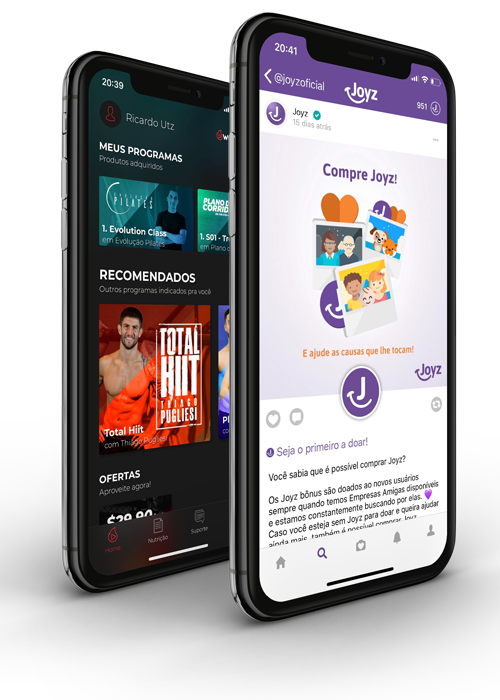 20:39
Ricardo Utz
MEUS PROGRAMAS
Produtos adquiridos
PILATES
1. Evolution Class
em Evolução Pilates
PLANO DE
CORRID
1. S01 - Tr
em Plano d
RECOMENDADOS
Outros programas indicados pra você
TOTAL
HIIT
THIAGO
PUGLIESI
Total Hiit
com Thiago Pugliesi
OFERTAS
Aproveite agora!
$29,90
Home
Nutrição
Suporte
20:41
@joyzoficial
Joyz
951
Joyz
15 dias atrás
Compre Joyz!
E ajude as causas que lhe tocam!
Joyz
J
Seja o primeiro a doar!
Você sabia que é possível comprar Joyz?
Os Joyz bônus são doados ao novos usuários
sempre quando temos Empresas Amigas disponíveis
e estamos constantemente buscando por elas. 💜
Caso você esteja sem Joyz para doar e queira ajudar
ainda mais, também é possível comprar Joyz